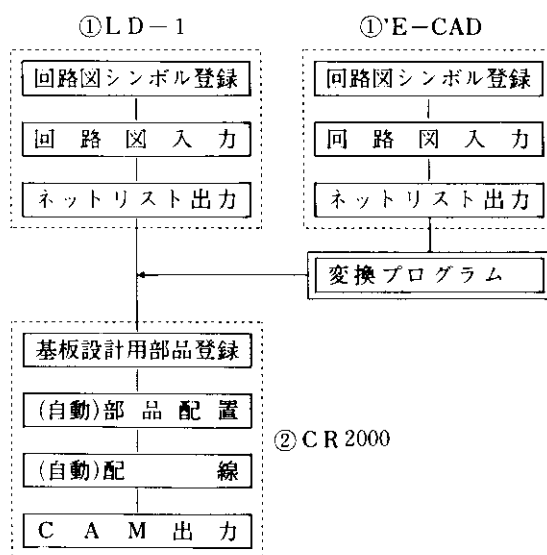 ①LD-1
回路図シンボル登録
回路図入力
ネットリスト出力
①'E-CAD
回路図シンボル登録
回路図入力
ネットリスト出力
変換プログラム
基板設計用部品登録
(自動)部品配置
(自動)配線
CAM出力
②CR2000